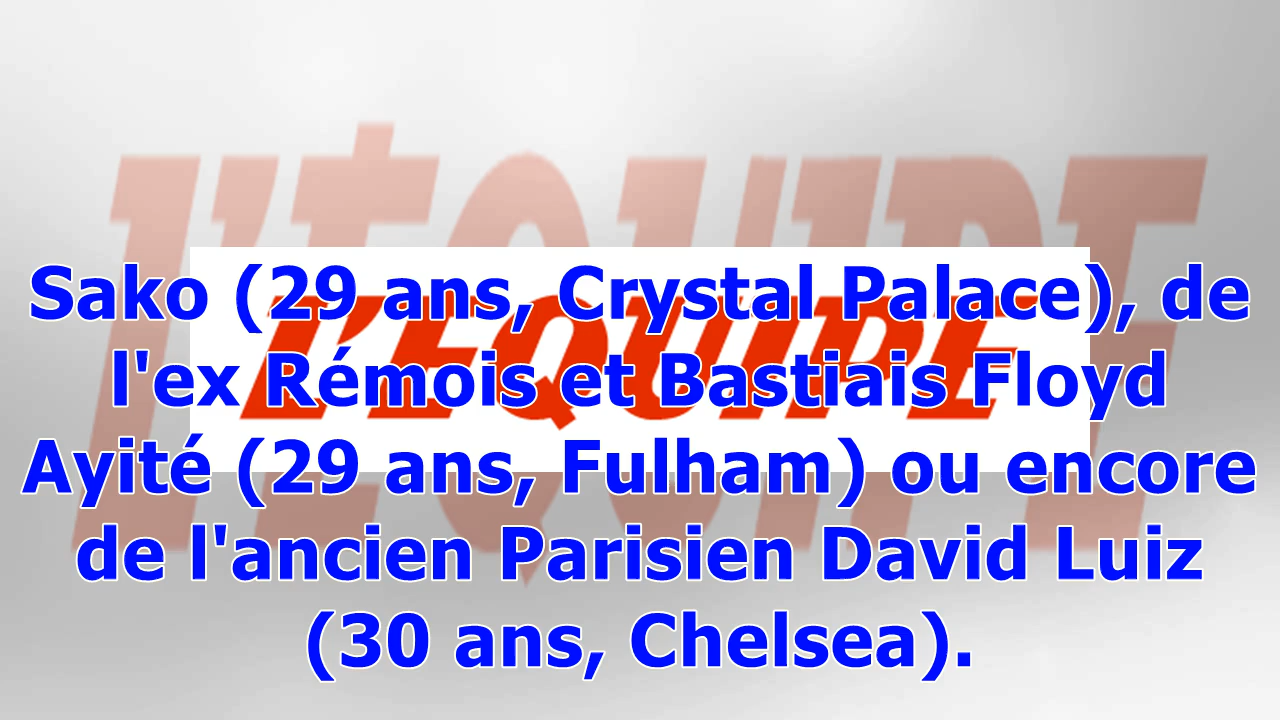 L'ÉQUIPE
L'EQUIPE
Sako (29 ans, Crystal Palace), de
l'ex Rémois et Bastiais Floyd
Ayité (29 ans, Fulham) ou encore
de l'ancien Parisien David Luiz
(30 ans, Chelsea).